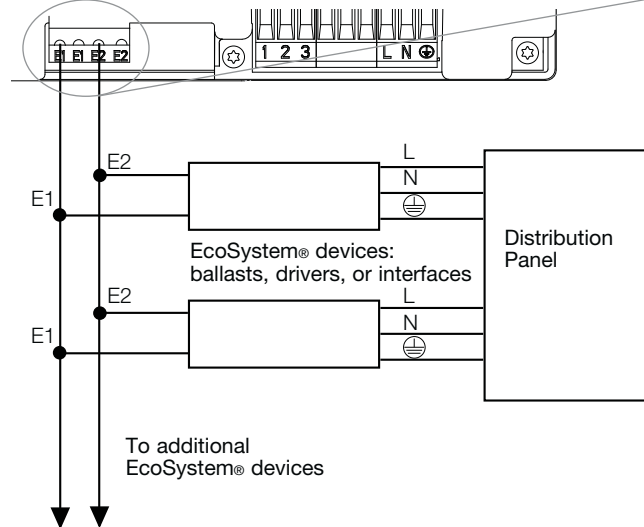 E1 E1 E2 E2
1 2 3 L N
E2
L
N
E1
EcoSystem® devices:
ballasts, drivers, or interfaces
Distribution
Panel
E2
L
N
E1
To additional
EcoSystem® devices